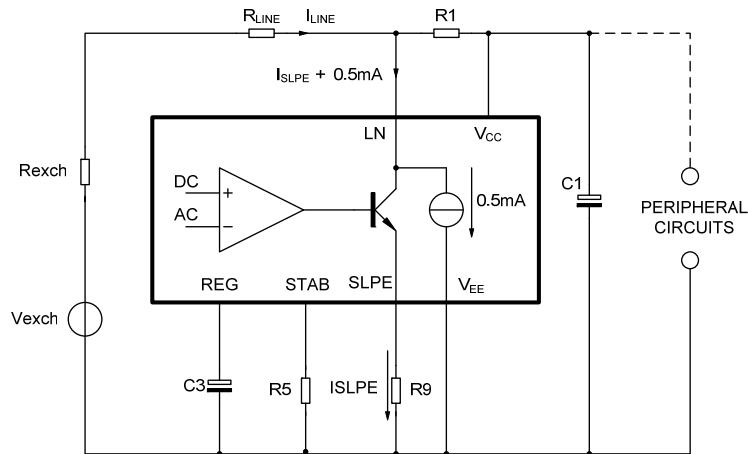 RLINE ILINE R1
ISLPE + 0.5mA
LN VCC
Rexch
DC
AC
+
−
0.5mA
C1
PERIPHERAL
CIRCUITS
REG STAB SLPE VEE
Vexch
C3 R5 ISLPE R9